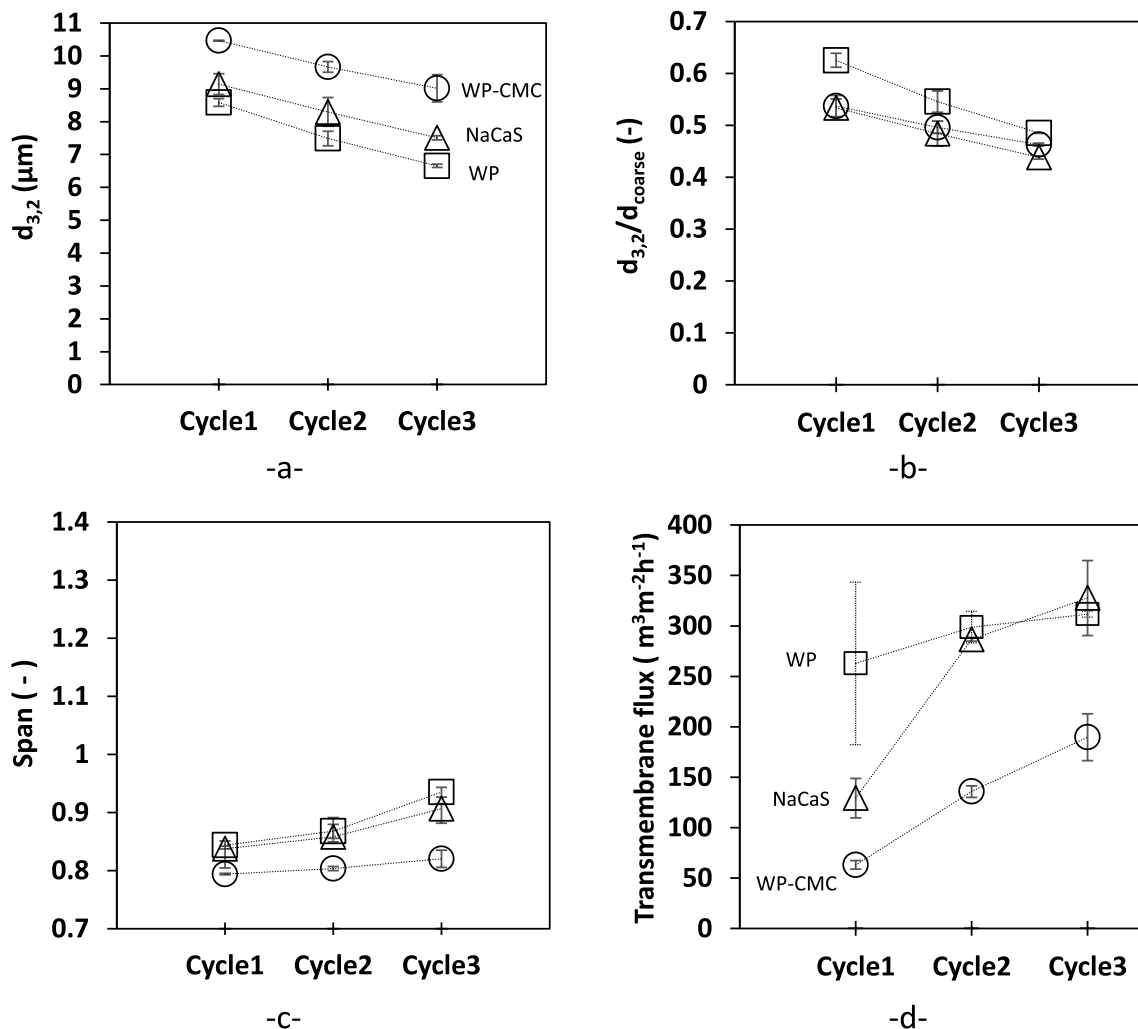 d3,2 (μm)
11
10
9
8
7
6
5
4
3
2
1
0
WP-CMC
NaCaS
WP
Cycle1 Cycle2 Cycle3
-a-
d3,2/dcoarse (-)
0.7
0.6
0.5
0.4
0.3
0.2
0.1
0
Cycle1 Cycle2 Cycle3
-b-
Span ( - )
1.4
1.3
1.2
1.1
1
0.9
0.8
0.7
Cycle1 Cycle2 Cycle3
-c-
Transmembrane flux ( m³m⁻²h⁻¹)
400
350
300
250
200
150
100
50
0
WP
NaCaS
WP-CMC
Cycle1 Cycle2 Cycle3
-d-